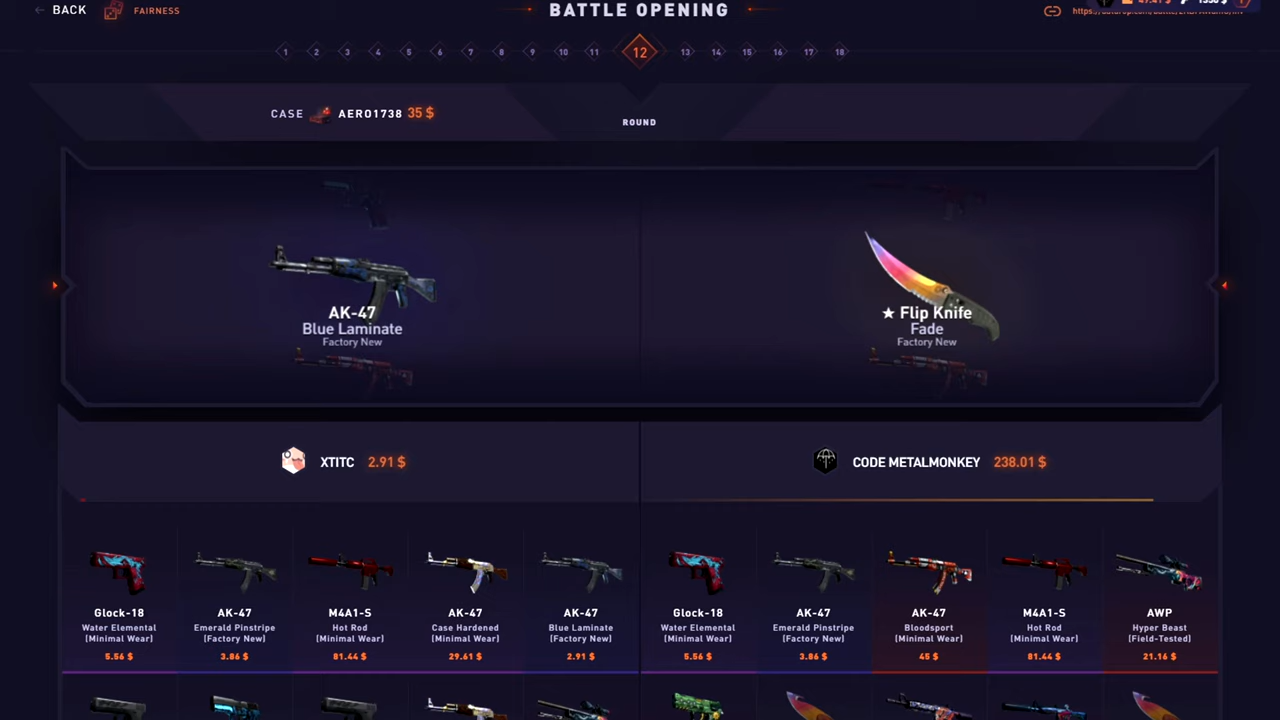 BACK
FAIRNESS
BATTLE OPENING
1 2 3 4 5 6 7 8 9 10 11 12 13 14 15 16 17 18
CASE AERO1738 35 $
ROUND
AK-47
Blue Laminate
Factory New
★ Flip Knife
Fade
Factory New
XTITC 2.91 $
CODE METALMONKEY 238.01 $
Glock-18 AK-47 M4A1-S AK-47 AK-47 Glock-18 AK-47 AK-47 M4A1-S AWP
Water Elemental Emerald Pinstripe Hot Rod Case Hardened Blue Laminate Water Elemental Emerald Pinstripe Bloodsport Hot Rod Hyper Beast
(Minimal Wear) (Factory New) (Minimal Wear) (Minimal Wear) (Factory New) (Minimal Wear) (Factory New) (Minimal Wear) (Minimal Wear) (Field-Tested)
5.56 $ 3.86 $ 81.44 $ 29.61 $ 2.91 $ 5.56 $ 3.86 $ 45 $ 81.44 $ 21.16 $